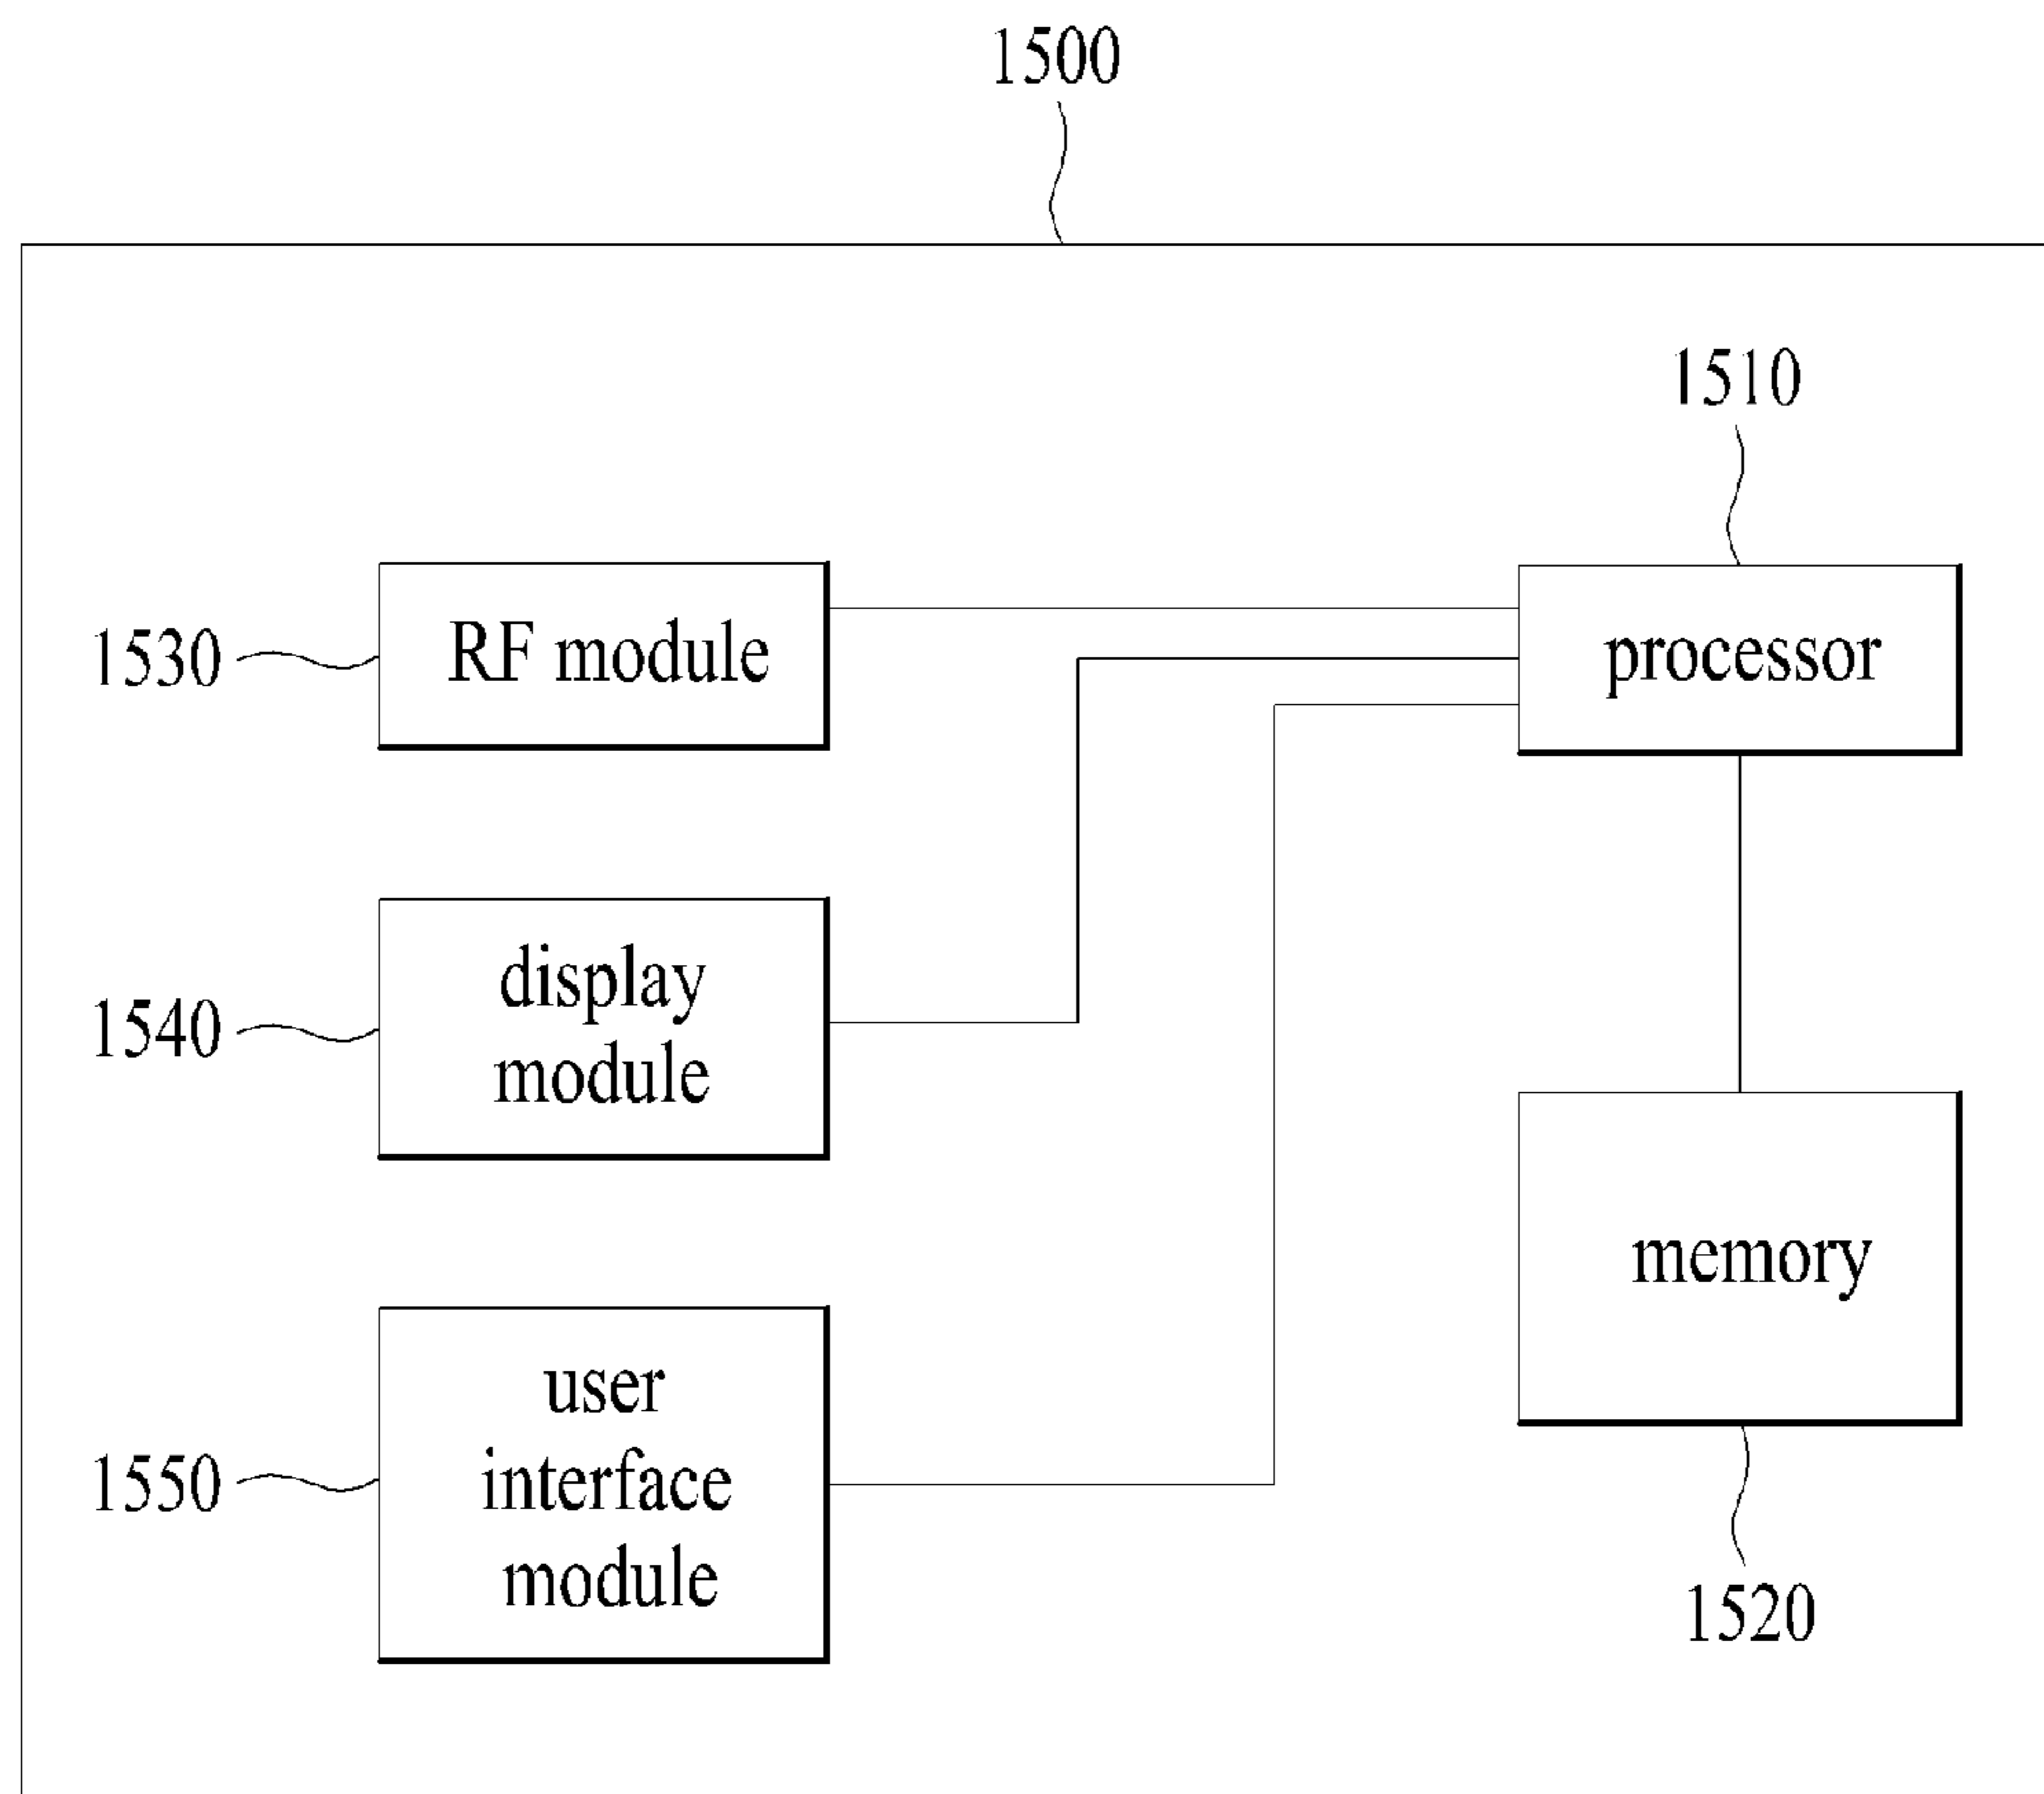 1500
1510
1530
RF module
processor
1540
display
module
memory
1550
user
interface
module
1520